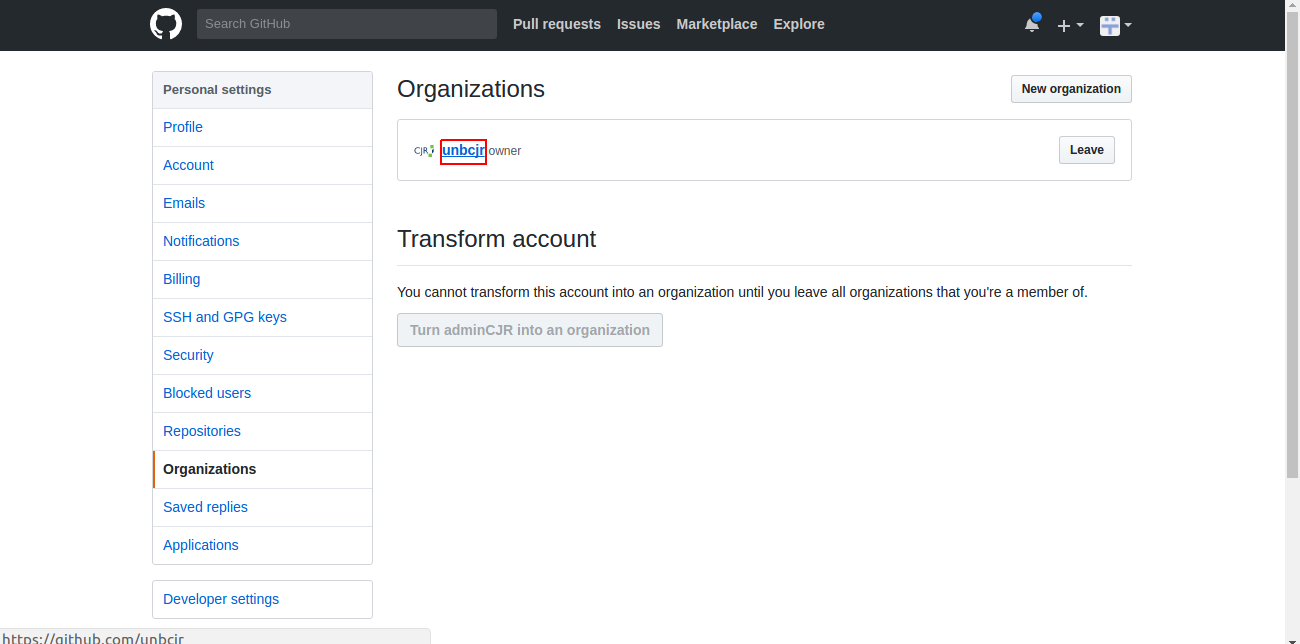 Search GitHub Pull requests Issues Marketplace Explore
Personal settings
Profile
Account
Emails
Notifications
Billing
SSH and GPG keys
Security
Blocked users
Repositories
Organizations
Saved replies
Applications
Developer settings
Organizations New organization
CJR unbcjr owner Leave
Transform account
You cannot transform this account into an organization until you leave all organizations that you're a member of.
Turn adminCJR into an organization
https://github.com/unbcjr